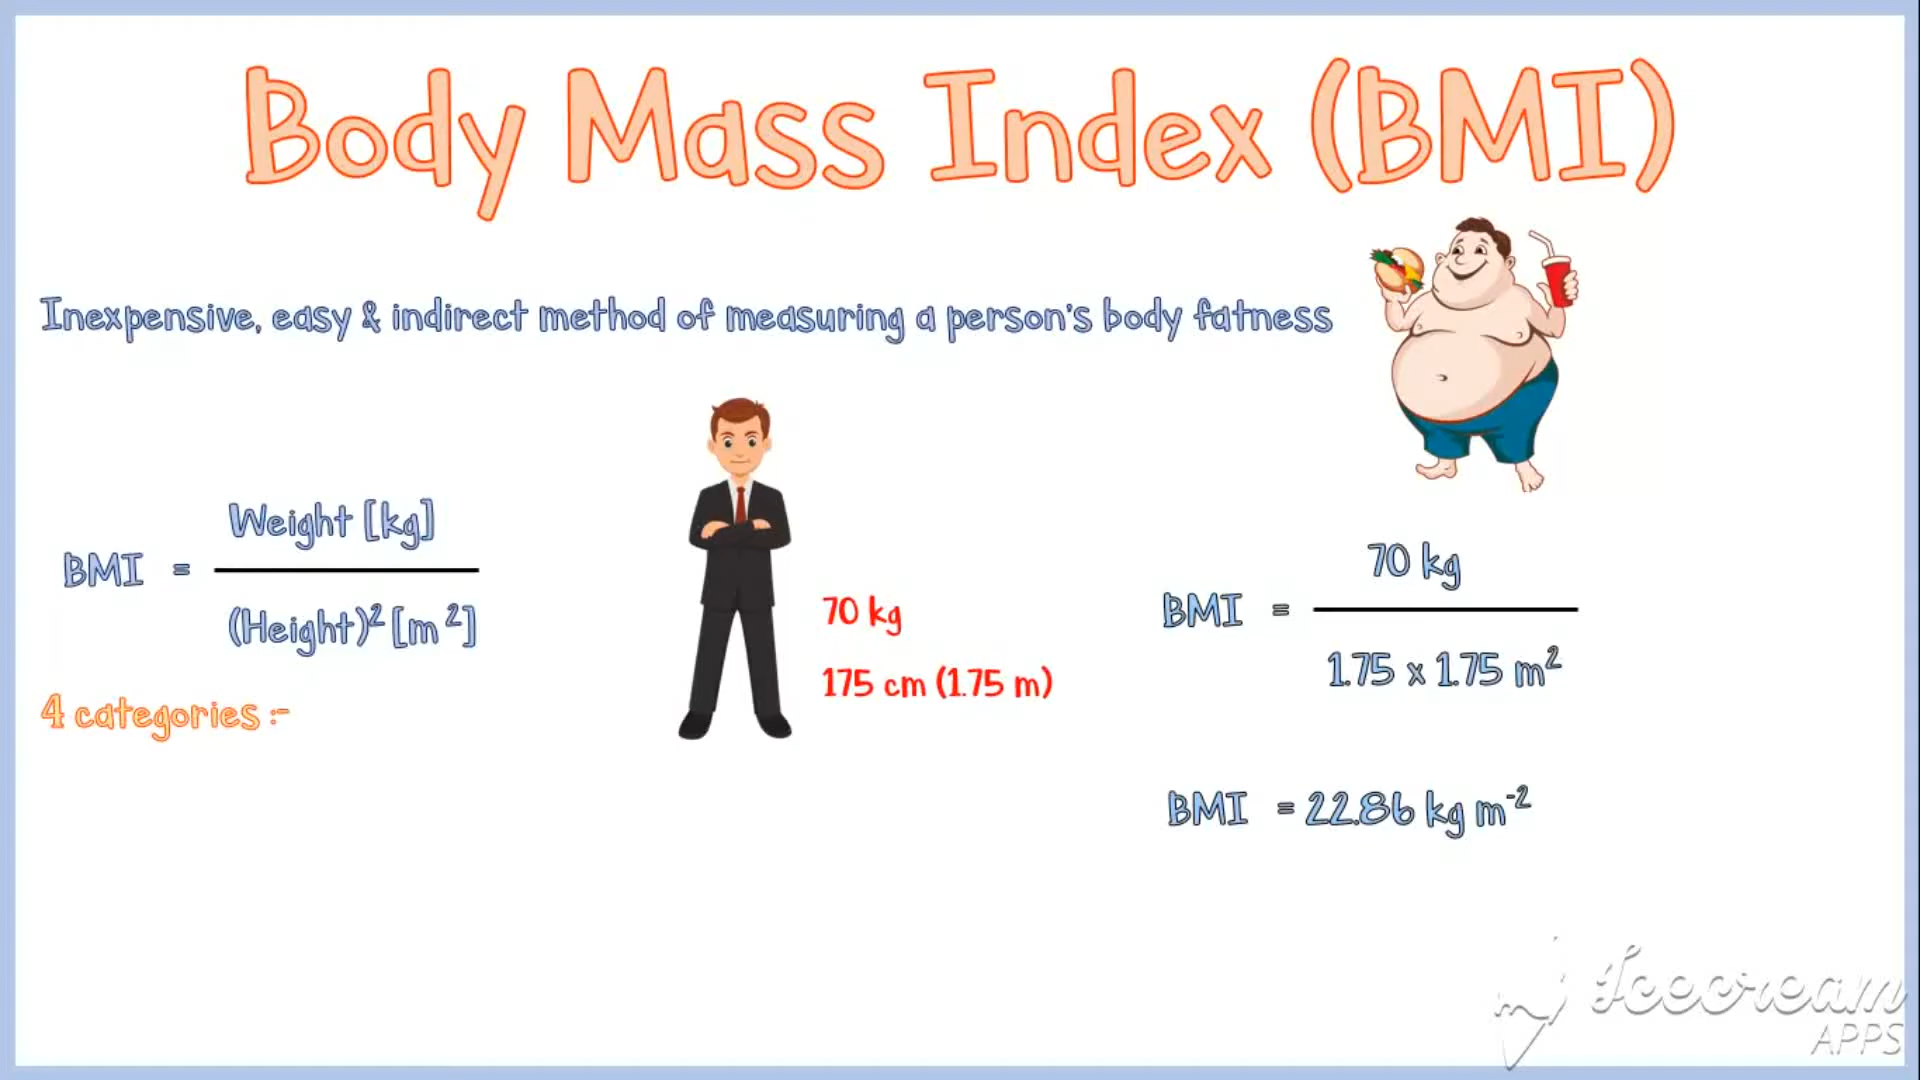 Body Mass Index (BMI)
Inexpensive, easy & indirect method of measuring a person's body fatness
BMI = Weight [kg]
(Height)² [m²]
70 kg
175 cm (1.75 m)
BMI = 70 kg
1.75 x 1.75 m²
4 categories :-
BMI = 22.86 kg m⁻²
Icecream
APPS